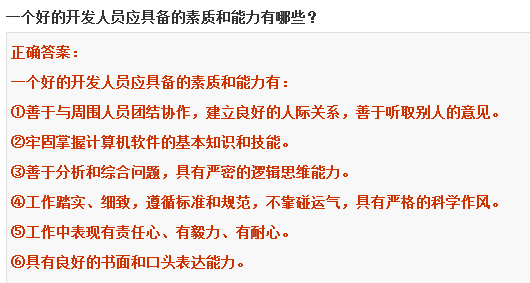 一个好的开发人员应具备的素质和能力有哪些？
正确答案：
一个好的开发人员应具备的素质和能力有：
①善于与周围人员团结协作，建立良好的人际关系，善于听取别人的意见。
②牢固掌握计算机软件的基本知识和技能。
③善于分析和综合问题，具有严密的逻辑思维能力。
④工作踏实、细致，遵循标准和规范，不靠碰运气，具有严格的科学作风。
⑤工作中表现有责任心、有毅力、有耐心。
⑥具有良好的书面和口头表达能力。